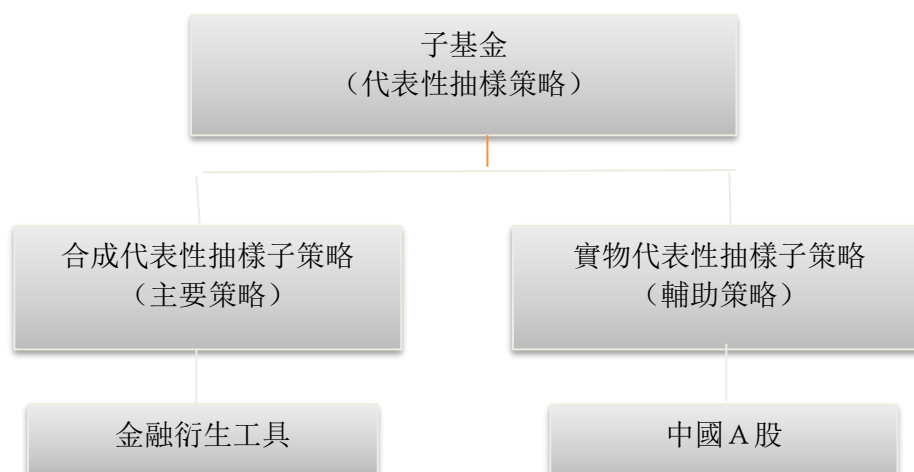 子基金
(代表性抽樣策略)
合成代表性抽樣子策略
(主要策略)
實物代表性抽樣子策略
(輔助策略)
金融衍生工具
中國A股